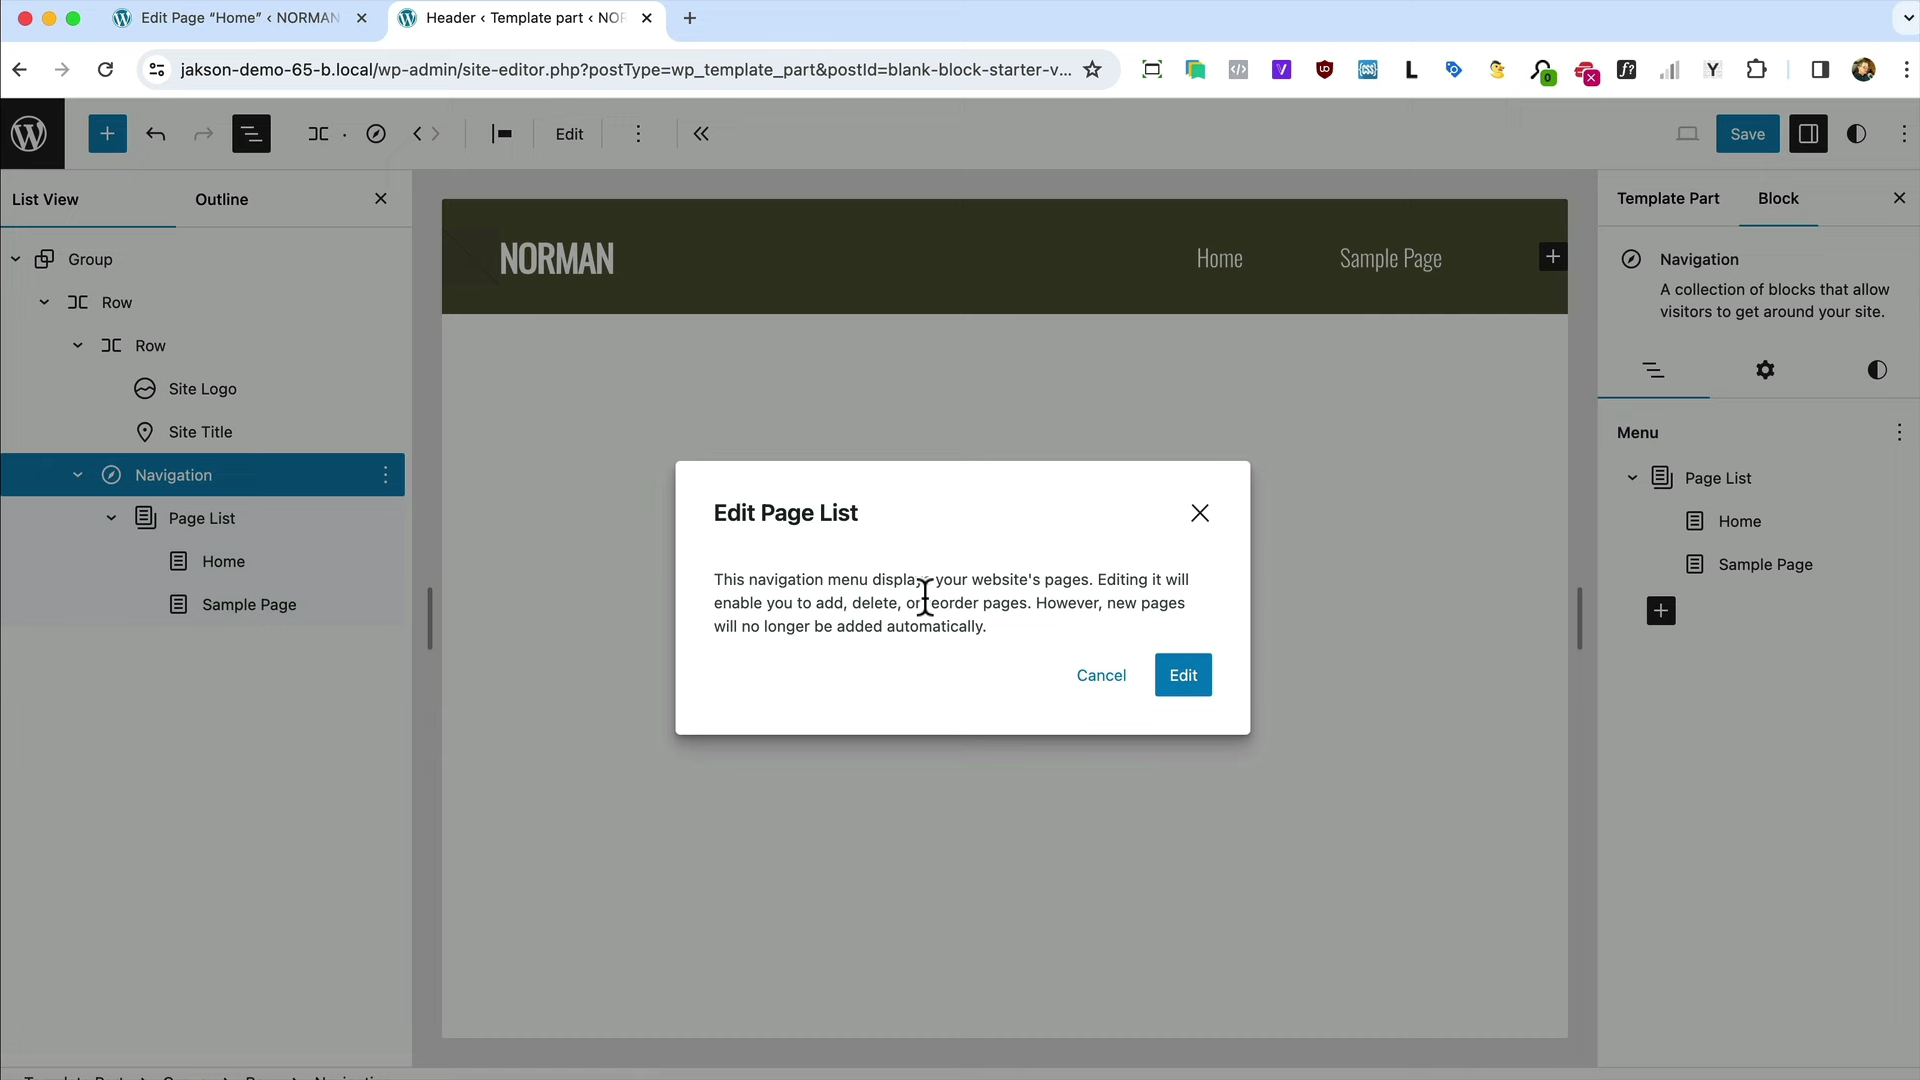 Edit Page “Home” ‹ NORMAN
Header ‹ Template part ‹ NOR
jakson-demo-65-b.local/wp-admin/site-editor.php?postType=wp_template_part&postId=blank-block-starter-v...
0
Edit
Save
List View
Outline
Group
Row
Row
Site Logo
Site Title
Navigation
Page List
Home
Sample Page
NORMAN
Home
Sample Page
Edit Page List
This navigation menu displays your website's pages. Editing it will
enable you to add, delete, or reorder pages. However, new pages
will no longer be added automatically.
Cancel
Edit
Template Part
Block
Navigation
A collection of blocks that allow
visitors to get around your site.
Menu
Page List
Home
Sample Page